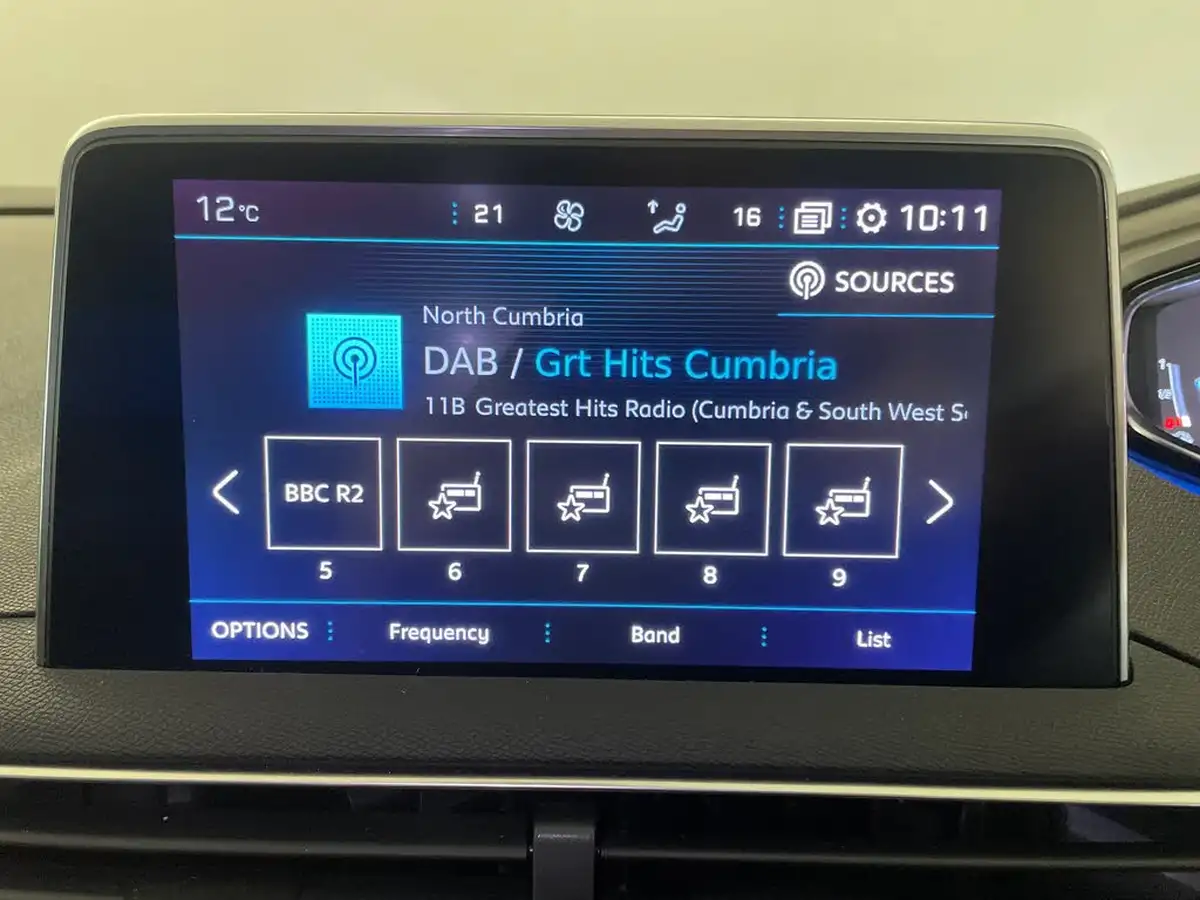 12°C 21 16 10:11
SOURCES
North Cumbria
DAB / Grt Hits Cumbria
11B Greatest Hits Radio (Cumbria & South West
BBC R2
5 6 7 8 9
OPTIONS Frequency Band List